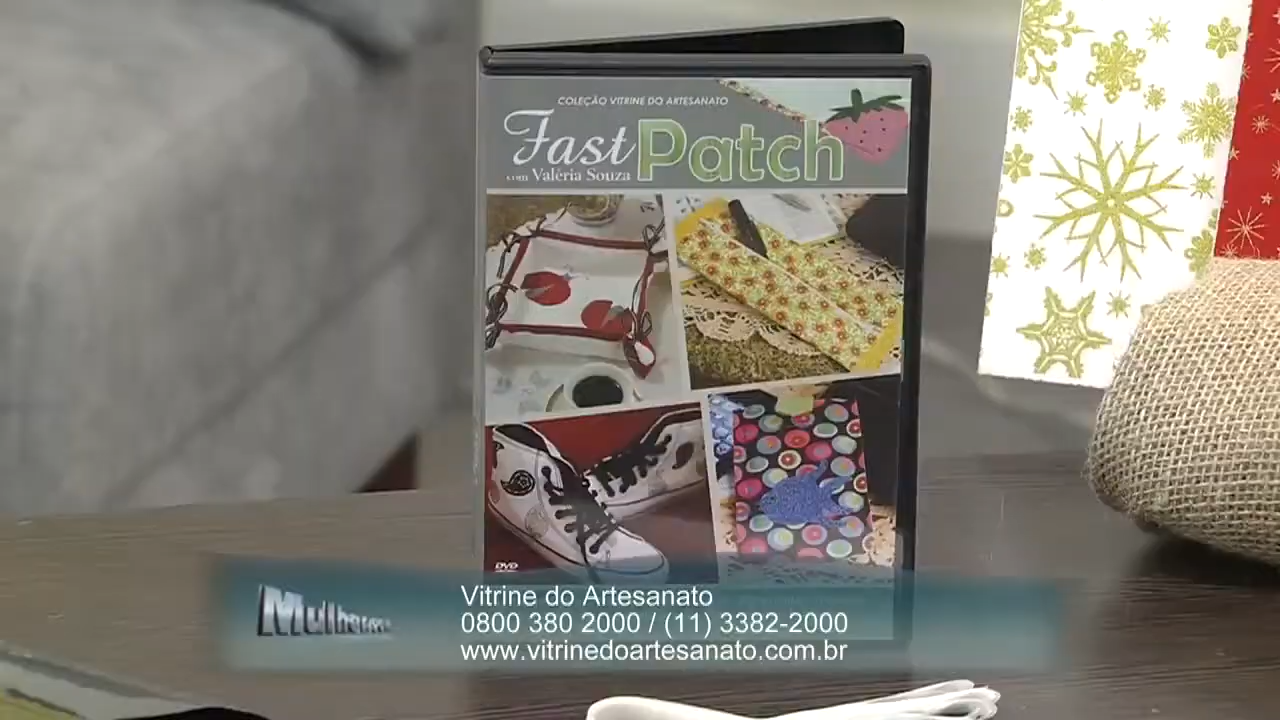 COLEÇÃO VITRINE DO ARTESANATO
Fast Patch
com Valéria Souza
DVD
Mulheres
Vitrine do Artesanato
0800 380 2000 / (11) 3382-2000
www.vitrinedoartesanato.com.br